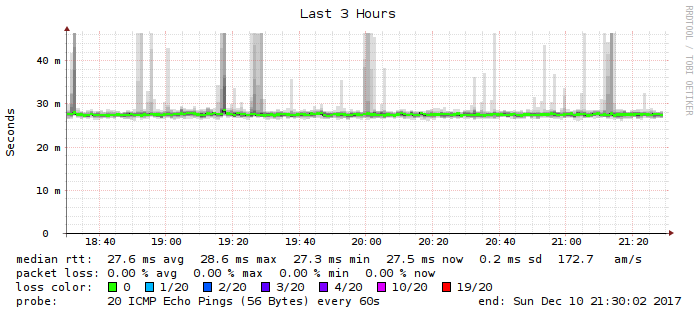 Last 3 Hours
RRDTOOL / TOBI OETIKER
Seconds
40 m
30 m
20 m
10 m
0
18:40 19:00 19:20 19:40 20:00 20:20 20:40 21:00 21:20
median rtt: 27.6 ms avg 28.6 ms max 27.3 ms min 27.5 ms now 0.2 ms sd 172.7 am/s
packet loss: 0.00 % avg 0.00 % max 0.00 % min 0.00 % now
loss color: 0 1/20 2/20 3/20 4/20 10/20 19/20
probe: 20 ICMP Echo Pings (56 Bytes) every 60s end: Sun Dec 10 21:30:02 2017